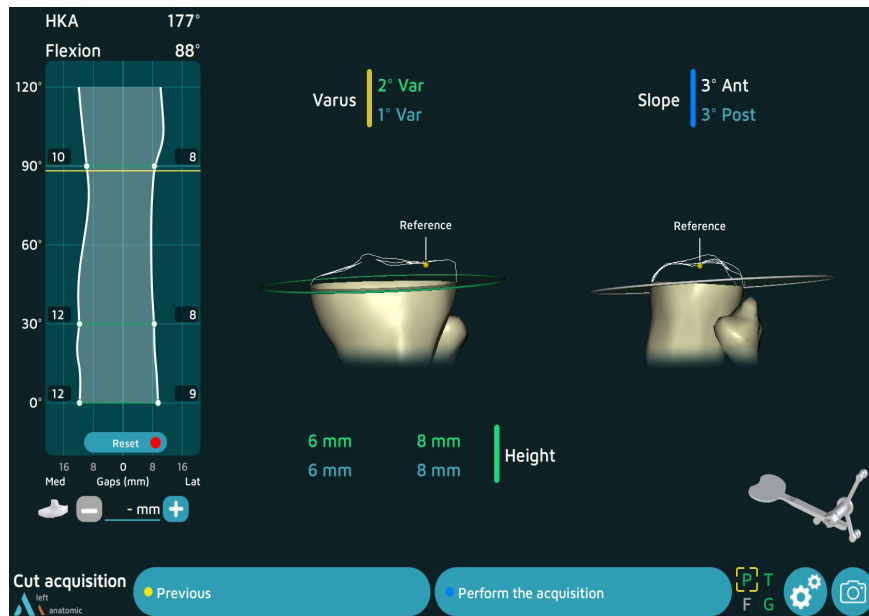 HKA 177°
Flexion 88°
120°
10 8
90°
60°
12 8
30°
12 9
0°
Reset
16 8 0 8 16
Med Gaps (mm) Lat
- mm +
Varus 2° Var
1° Var
Slope 3° Ant
3° Post
Reference
Reference
6 mm 8 mm
6 mm 8 mm
Height
Cut acquisition
left
anatomic
Previous
Perform the acquisition
P T
F G